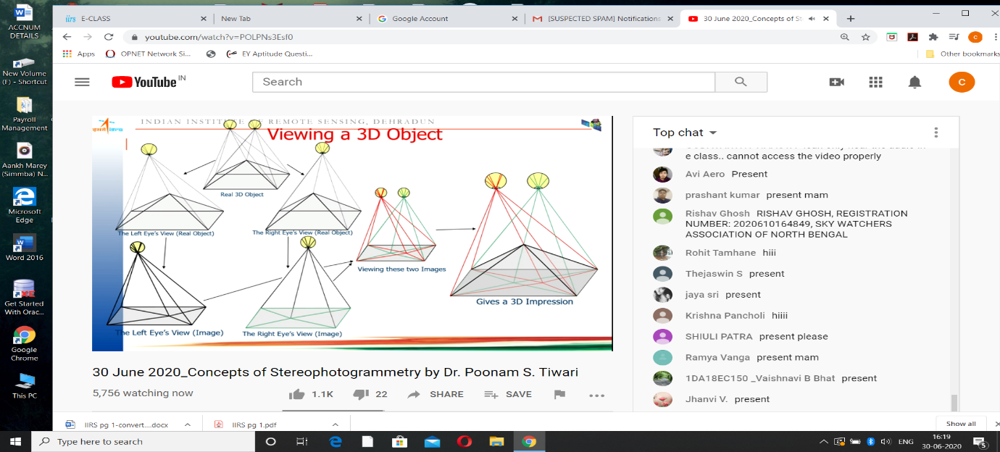 ACCNUM
DETAILS
New Volume
(F) - Shortcut
Payroll
Management
Aankh Marey
(Simmba) N...
Microsoft
Edge
Word 2016
Get Started
With Orac...
Google
Chrome
This PC
iirs E-CLASS
New Tab
Google Account
[SUSPECTED SPAM] Notifications
30 June 2020_Concepts of St
youtube.com/watch?v=POLPNs3Esf0
Apps
OPNET Network Si...
EY Aptitude Questi...
Other bookmarks
YouTube IN
Search
C
INDIAN INSTIT REMOTE SENSING, DEHRADUN
Viewing a 3D Object
Real 3D Object
The Left Eye's View (Real Object)
The Right Eye's View (Real Object)
Viewing these two Images
Gives a 3D Impression
The Left Eye's View (Image)
The Right Eye's View (Image)
30 June 2020_Concepts of Stereophotogrammetry by Dr. Poonam S. Tiwari
5,756 watching now
1.1K
22
SHARE
SAVE
Top chat
e class.. cannot access the video properly
Avi Aero Present
prashant kumar present mam
Rishav Ghosh RISHAV GHOSH, REGISTRATION
NUMBER: 2020610164849, SKY WATCHERS
ASSOCIATION OF NORTH BENGAL
Rohit Tamhane hiii
Thejaswin S present
jaya sri present
Krishna Pancholi hiiii
SHIULI PATRA present please
Ramya Vanga present mam
1DA18EC150 _Vaishnavi B Bhat present
Jhanvi V. present
IIRS pg 1-convert....docx
IIRS pg 1.pdf
Show all
Type here to search
ENG
16:19
30-06-2020
5